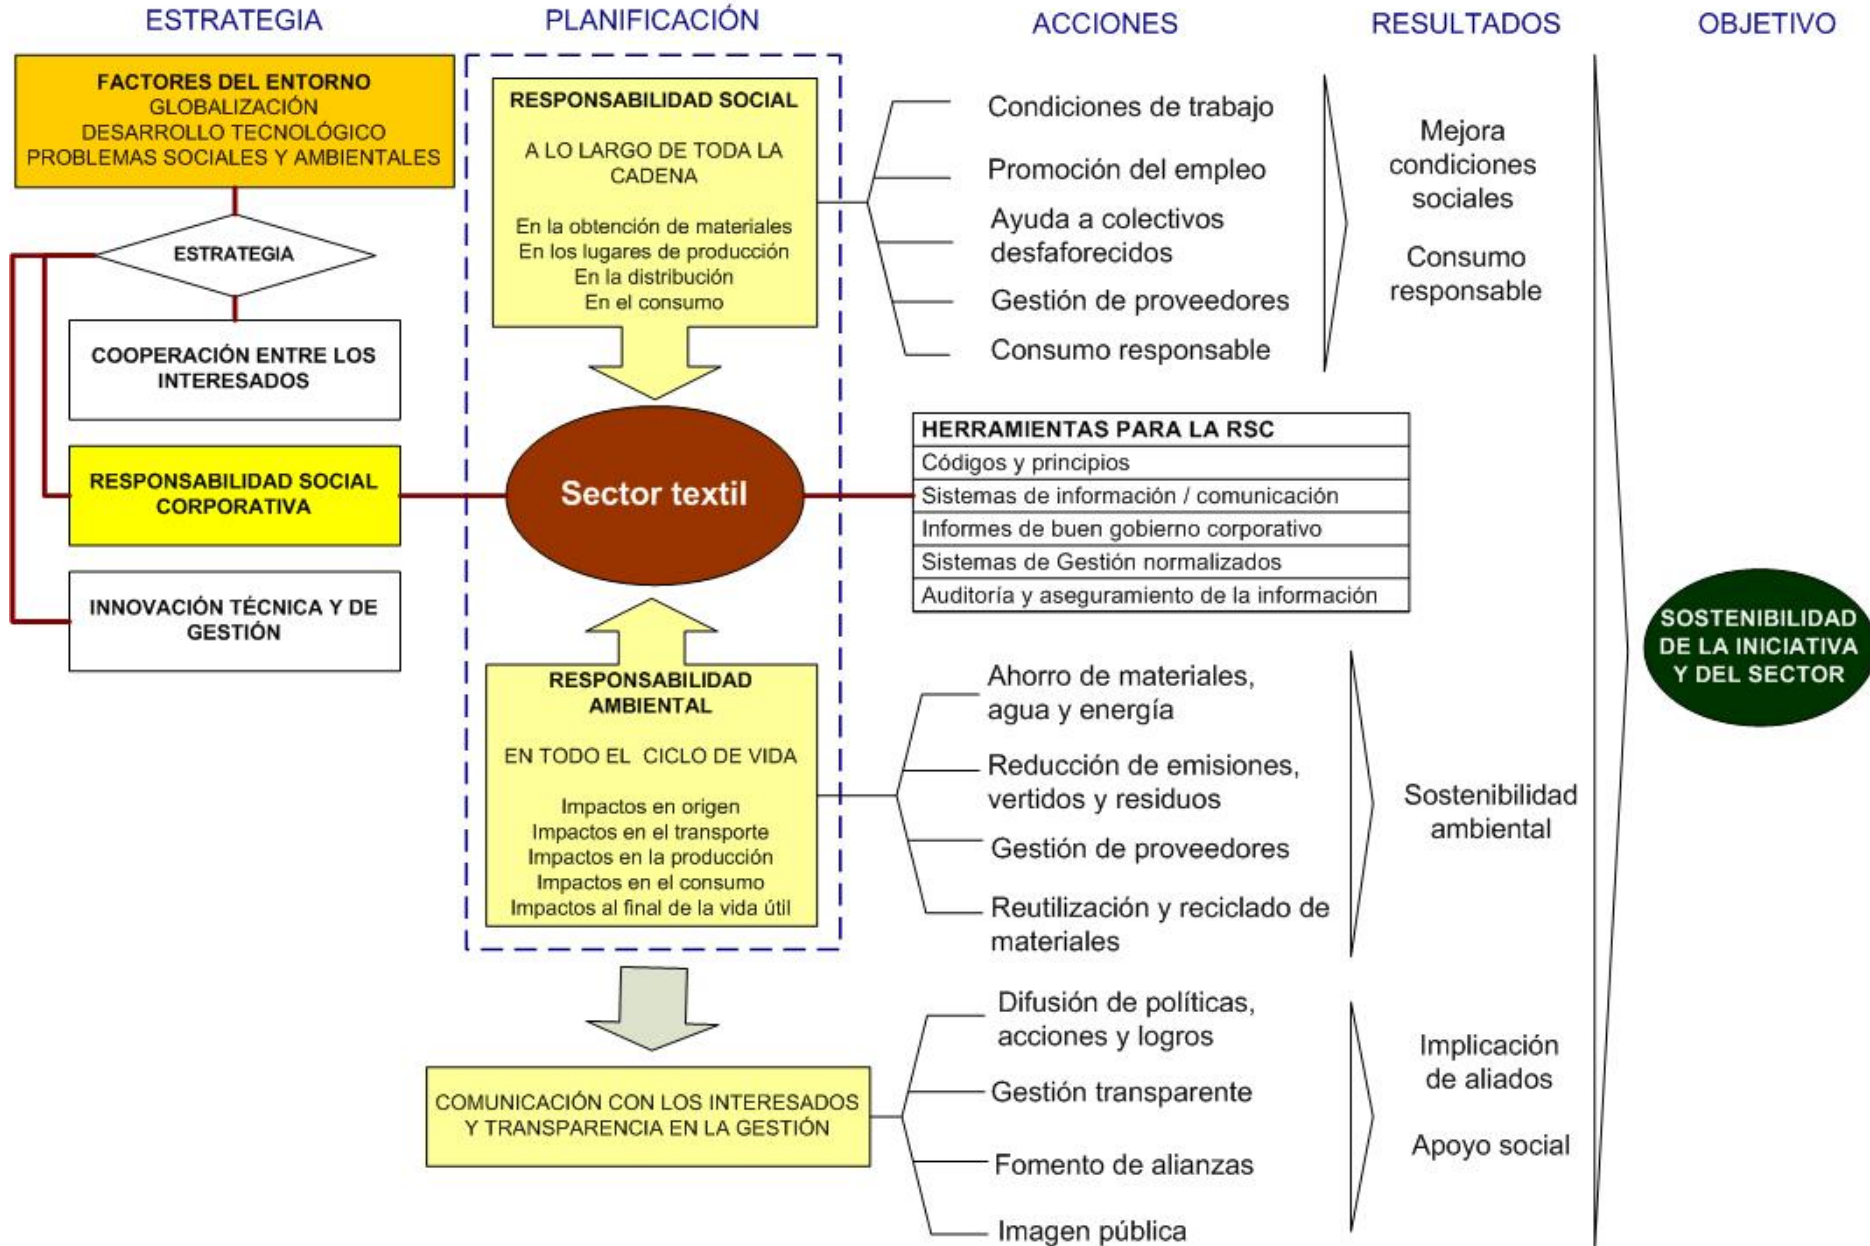 ESTRATEGIA
PLANIFICACIÓN
ACCIONES
RESULTADOS
OBJETIVO
FACTORES DEL ENTORNO
GLOBALIZACIÓN
DESARROLLO TECNOLÓGICO
PROBLEMAS SOCIALES Y AMBIENTALES
ESTRATEGIA
COOPERACIÓN ENTRE LOS
INTERESADOS
RESPONSABILIDAD SOCIAL
CORPORATIVA
INNOVACIÓN TÉCNICA Y DE
GESTIÓN
RESPONSABILIDAD SOCIAL
A LO LARGO DE TODA LA
CADENA
En la obtención de materiales
En los lugares de producción
En la distribución
En el consumo
Sector textil
RESPONSABILIDAD
AMBIENTAL
EN TODO EL CICLO DE VIDA
Impactos en origen
Impactos en el transporte
Impactos en la producción
Impactos en el consumo
Impactos al final de la vida útil
COMUNICACIÓN CON LOS INTERESADOS
Y TRANSPARENCIA EN LA GESTIÓN
Condiciones de trabajo
Promoción del empleo
Ayuda a colectivos
desfaforecidos
Gestión de proveedores
Consumo responsable
HERRAMIENTAS PARA LA RSC
Códigos y principios
Sistemas de información / comunicación
Informes de buen gobierno corporativo
Sistemas de Gestión normalizados
Auditoría y aseguramiento de la información
Ahorro de materiales,
agua y energía
Reducción de emisiones,
vertidos y residuos
Gestión de proveedores
Reutilización y reciclado de
materiales
Difusión de políticas,
acciones y logros
Gestión transparente
Fomento de alianzas
Imagen pública
Mejora
condiciones
sociales
Consumo
responsable
Sostenibilidad
ambiental
Implicación
de aliados
Apoyo social
SOSTENIBILIDAD
DE LA INICIATIVA
Y DEL SECTOR